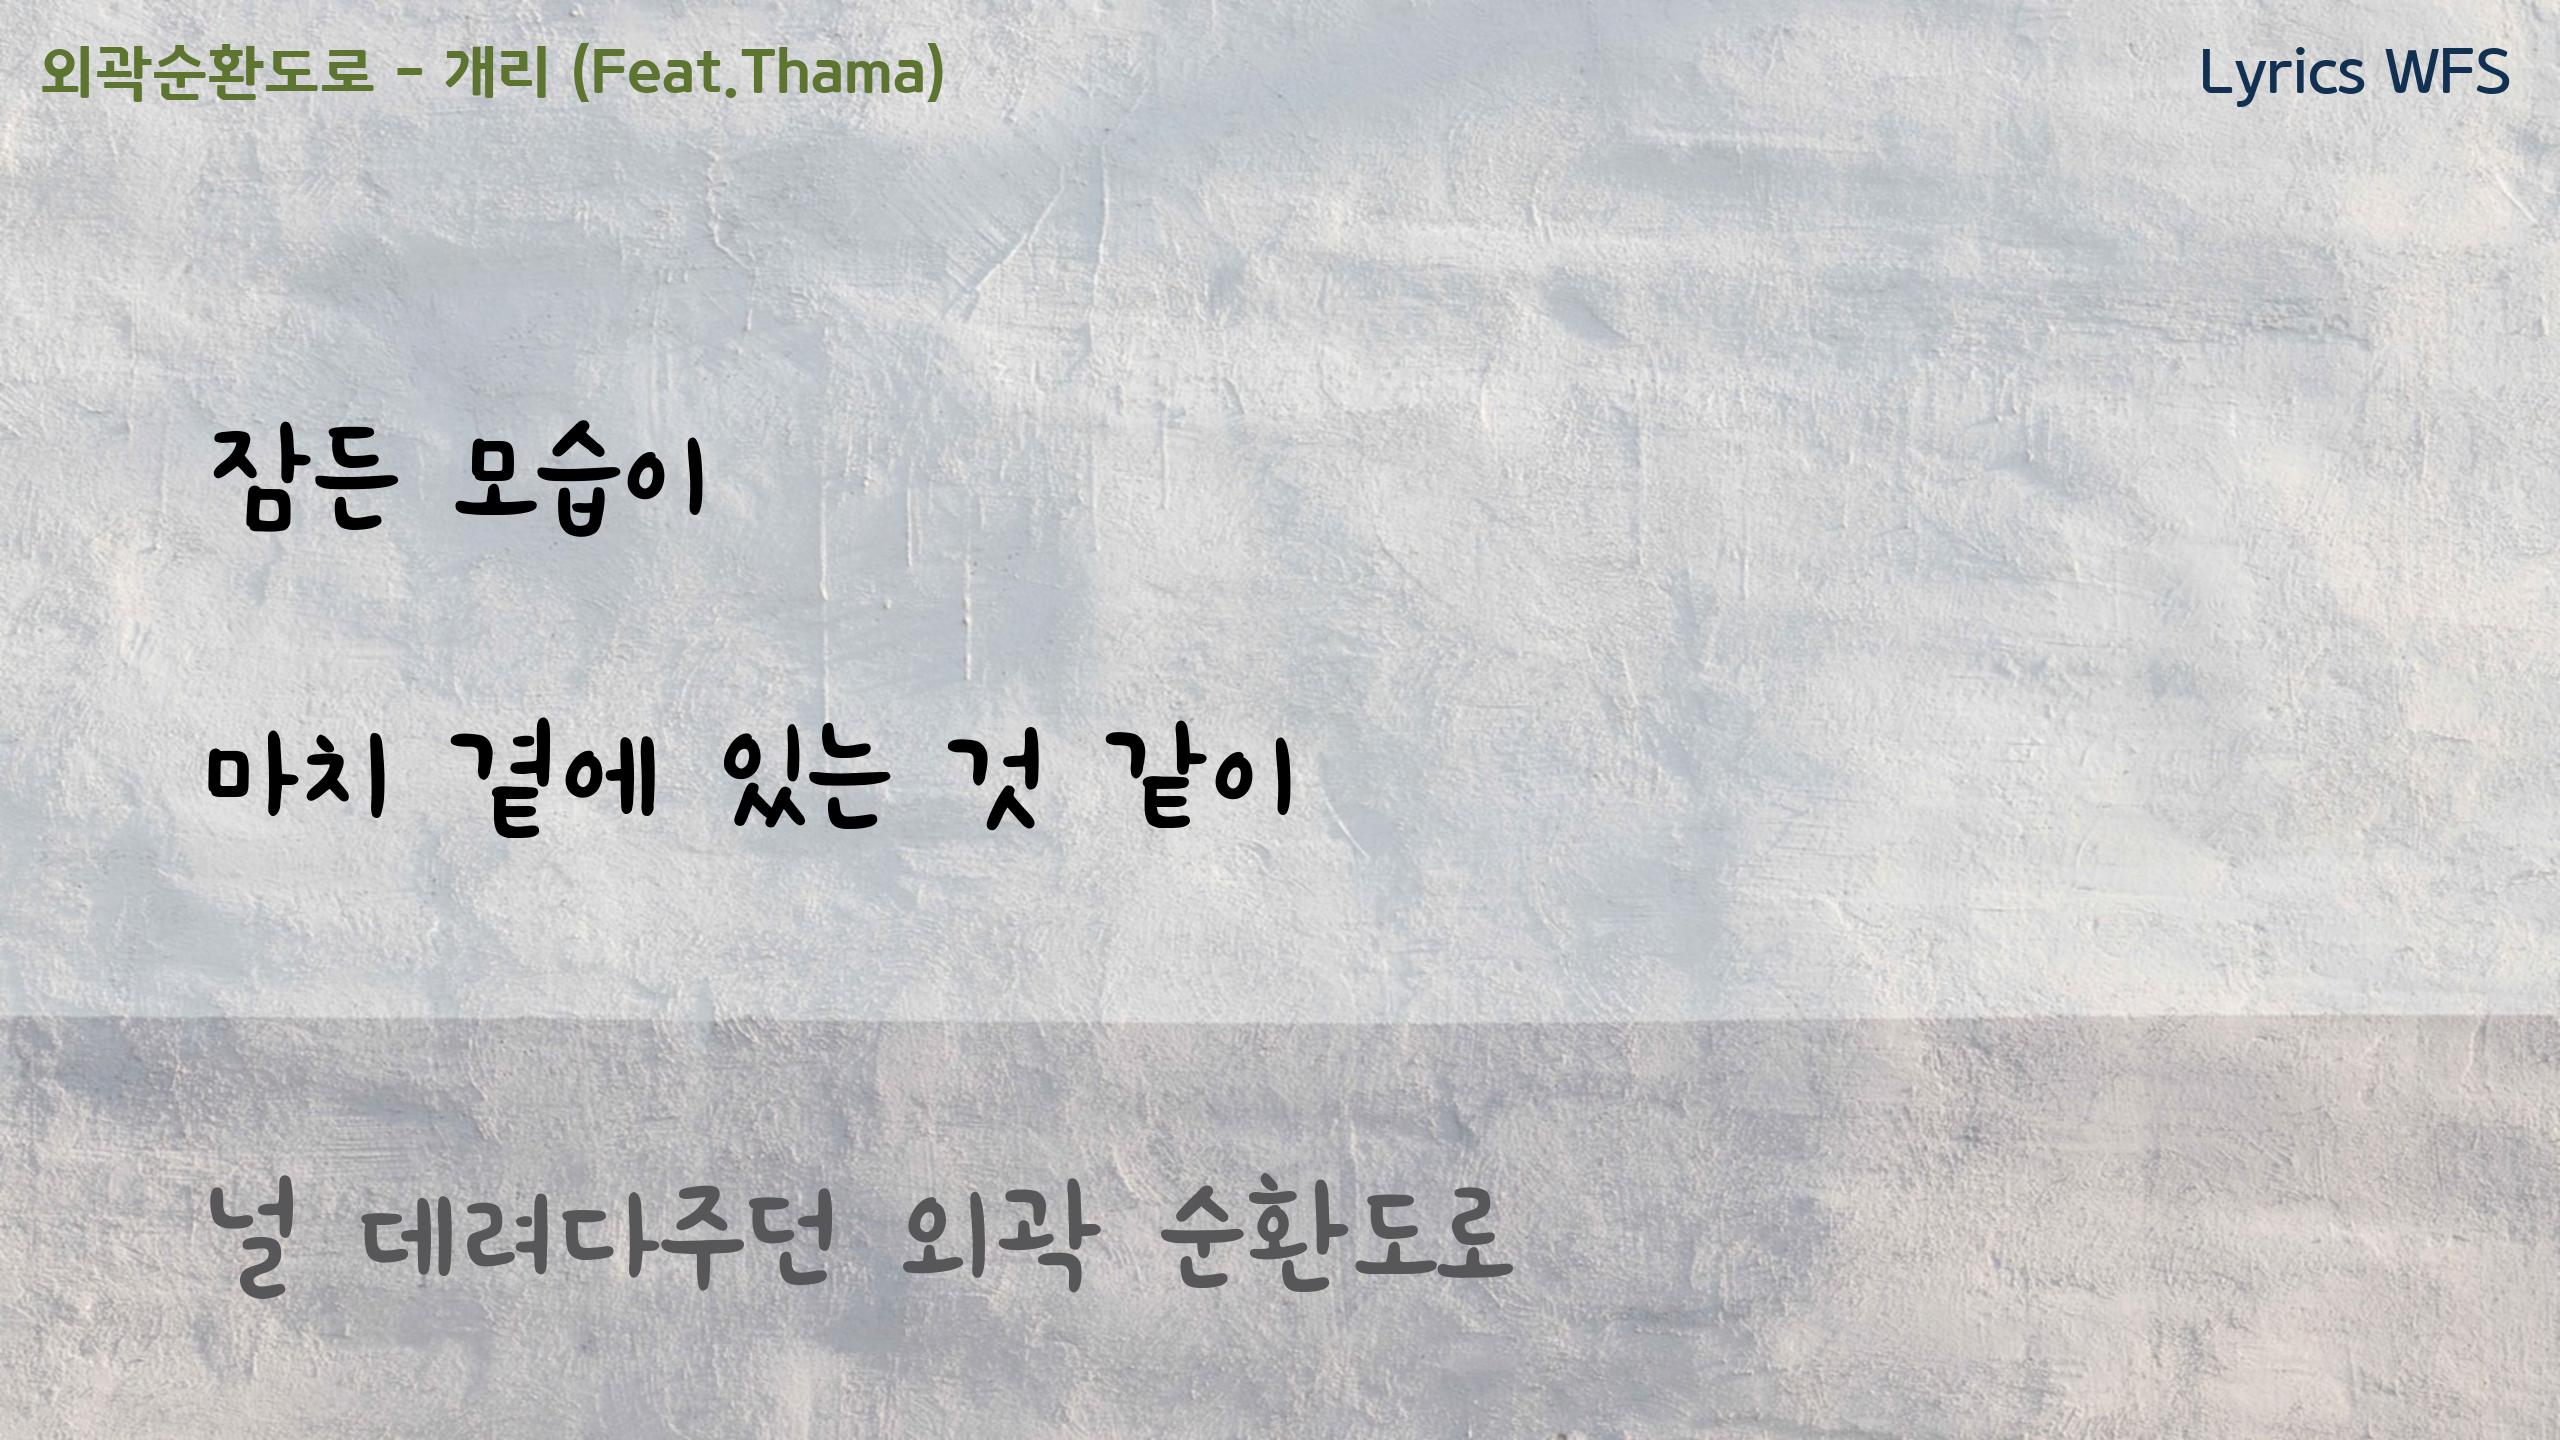 외곽순환도로 - 개리 (Feat.Thama)
Lyrics WFS
잠든 모습이
마치 곁에 있는 것 같이
널 데려다주던 외곽 순환도로